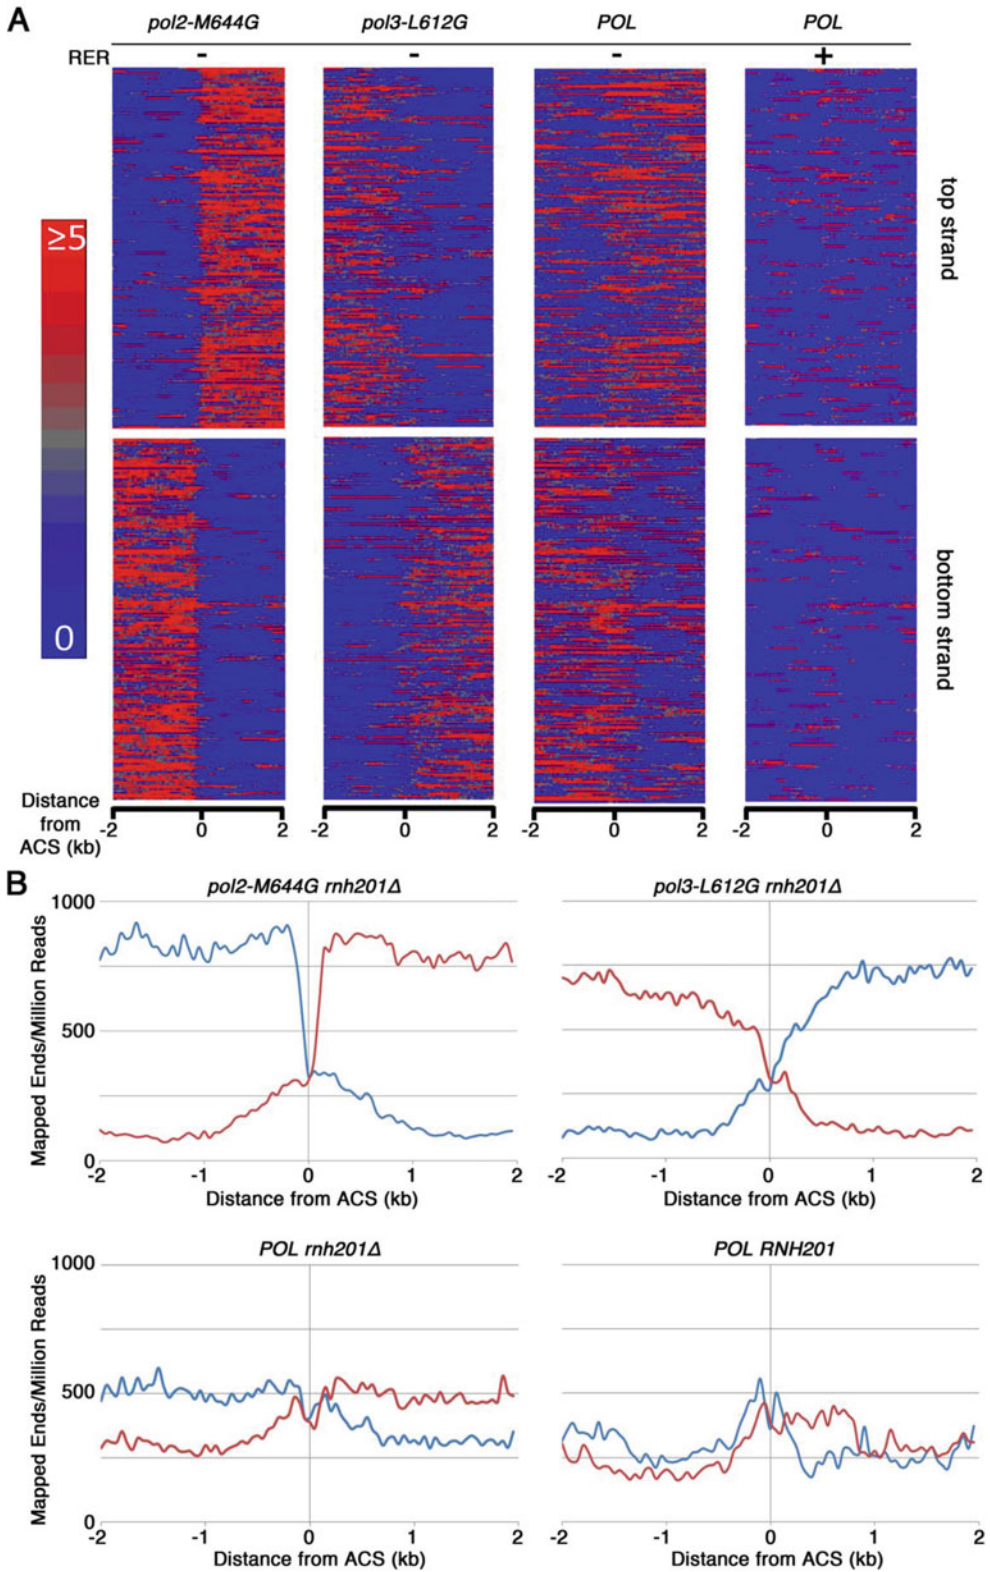 A
pol2-M644G pol3-L612G POL POL
RER - - - +
≥5
0
top strand
bottom strand
Distance from ACS (kb)
-2 0 2 -2 0 2 -2 0 2 -2 0 2
B
pol2-M644G rnh201Δ
pol3-L612G rnh201Δ
Mapped Ends/Million Reads
1000
500
0
-2 -1 0 1 2
-2 -1 0 1 2
Distance from ACS (kb)
Distance from ACS (kb)
POL rnh201Δ
POL RNH201
Mapped Ends/Million Reads
1000
500
0
-2 -1 0 1 2
-2 -1 0 1 2
Distance from ACS (kb)
Distance from ACS (kb)